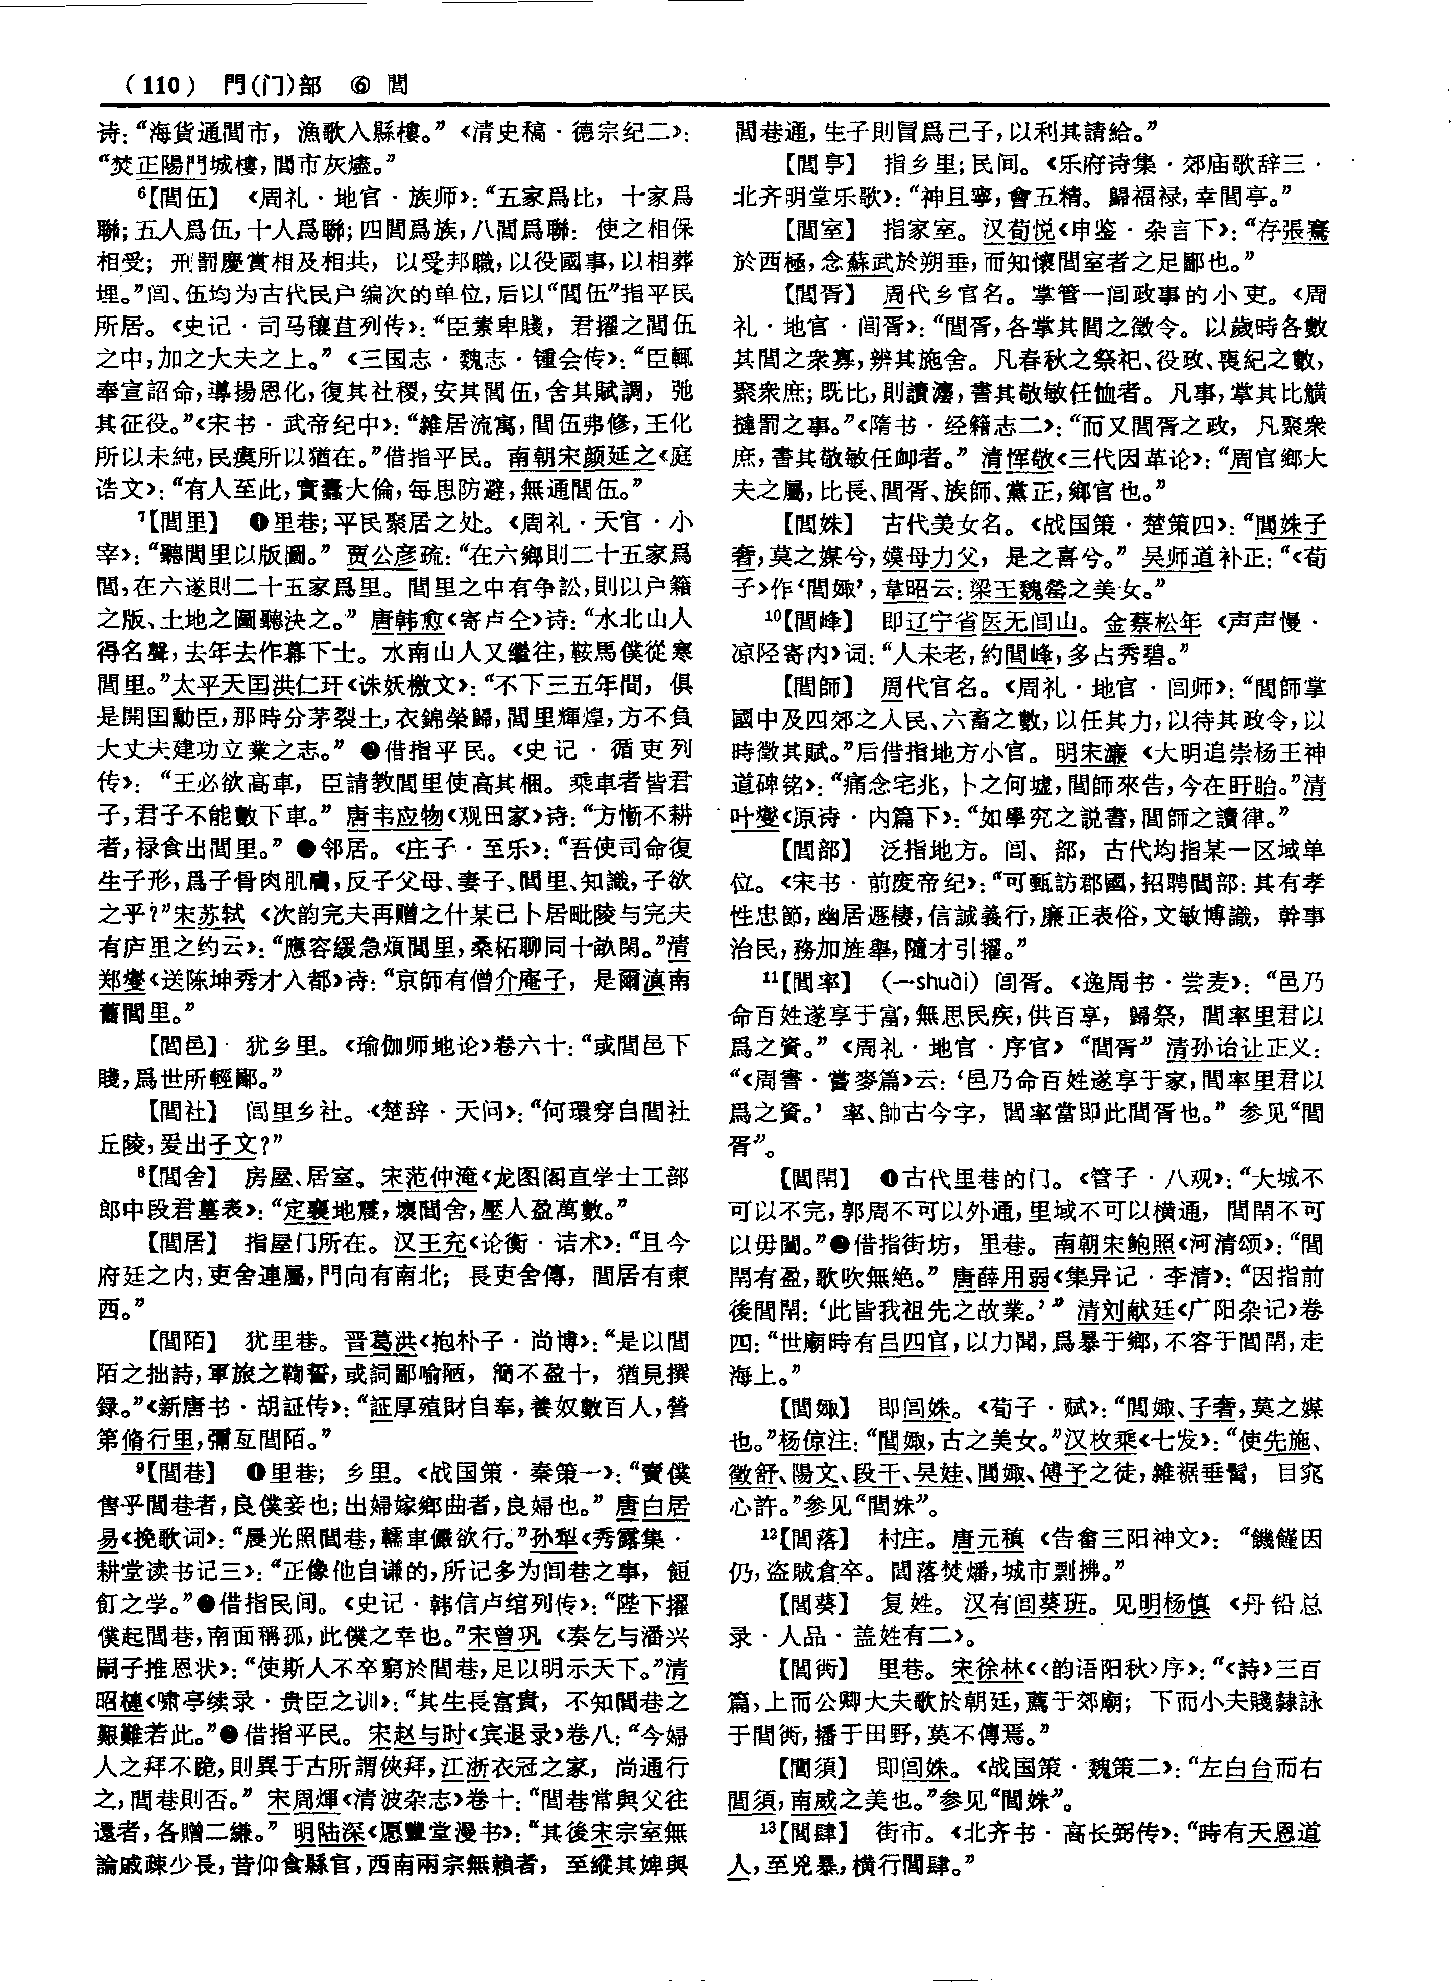 （110） 門(门)部 ⑥ 閭
诗：“海貨通閭市，漁歌入縣樓。”《清史稿·德宗纪二》：
“焚正陽門城樓，閭市灰燼。”
⁶【閭伍】 《周礼·地官·族师》：“五家爲比，十家爲
聯；五人爲伍，十人爲聯；四閭爲族，八閭爲聯：使之相保
相受；刑罰慶賞相及相共，以受邦職，以役國事，以相葬
埋。”闾、伍均为古代民户编次的单位，后以“閭伍”指平民
所居。《史记·司马穰苴列传》：“臣素卑賤，君擢之閭伍
之中，加之大夫之上。”《三国志·魏志·锺会传》：“臣輒
奉宣詔命，導揚恩化，復其社稷，安其閭伍，舍其賦調，弛
其征役。”《宋书·武帝纪中》：“雜居流寓，閭伍弗修，王化
所以未純，民瘼所以猶在。”借指平民。南朝宋颜延之《庭
诰文》：“有人至此，實蠹大倫，每思防避，無通閭伍。”
⁷【閭里】 ❶里巷；平民聚居之处。《周礼·天官·小
宰》：“聽閭里以版圖。”贾公彦疏：“在六鄉則二十五家爲
閭，在六遂則二十五家爲里。閭里之中有争訟，則以户籍
之版、土地之圖聽決之。”唐韩愈《寄卢仝》诗：“水北山人
得名聲，去年去作幕下士。水南山人又繼往，鞍馬僕從寒
閭里。”太平天囯洪仁玕《诛妖檄文》：“不下三五年間，俱
是開囯勳臣，那時分茅裂土，衣錦榮歸，閭里輝煌，方不負
大丈夫建功立業之志。”❷借指平民。《史记·循吏列
传》：“王必欲高車，臣請教閭里使高其梱。乘車者皆君
子，君子不能數下車。”唐韦应物《观田家》诗：“方慚不耕
者，禄食出閭里。”❸邻居。《庄子·至乐》：“吾使司命復
生子形，爲子骨肉肌膚，反子父母、妻子、閭里、知識，子欲
之乎？”宋苏轼《次韵完夫再赠之什某已卜居毗陵与完夫
有庐里之约云》：“應容緩急煩閭里，桑柘聊同十畝閑。”清
郑燮《送陈坤秀才入都》诗：“京師有僧介庵子，是爾滇南
舊閭里。”
【閭邑】 犹乡里。《瑜伽师地论》卷六十：“或閭邑下
賤，爲世所輕鄙。”
【閭社】 闾里乡社。《楚辞·天问》：“何環穿自閭社
丘陵，爰出子文？”
⁸【閭舍】 房屋、居室。宋范仲淹《龙图阁直学士工部
郎中段君墓表》：“定襄地震，壞閭舍，壓人盈萬數。”
【閭居】 指屋门所在。汉王充《论衡·诘术》：“且今
府廷之内，吏舍連屬，門向有南北；長吏舍傳，閭居有東
西。”
【閭陌】 犹里巷。晋葛洪《抱朴子·尚博》：“是以閭
陌之拙詩，軍旅之鞫誓，或詞鄙喻陋，簡不盈十，猶見撰
録。”《新唐书·胡証传》：“証厚殖財自奉，養奴數百人，營
第脩行里，彌亙閭陌。”
⁹【閭巷】 ❶里巷；乡里。《战国策·秦策一》：“賣僕
售乎閭巷者，良僕妾也；出婦嫁鄉曲者，良婦也。”唐白居
易《挽歌词》：“晨光照閭巷，輀車儼欲行。”孙犁《秀露集·
耕堂读书记三》：“正像他自谦的，所记多为闾巷之事，飣
飣之学。”❷借指民间。《史记·韩信卢绾列传》：“陛下擢
僕起閭巷，南面稱孤，此僕之幸也。”宋曾巩《奏乞与潘兴
嗣子推恩状》：“使斯人不卒窮於閭巷，足以明示天下。”清
昭槤《啸亭续录·贵臣之训》：“其生長富貴，不知閭巷之
艱難若此。”❸借指平民。宋赵与时《宾退录》卷八：“今婦
人之拜不跪，則異于古所謂俠拜，江浙衣冠之家，尚通行
之，閭巷則否。”宋周煇《清波杂志》卷十：“閭巷常與父往
還者，各贈二縑。”明陆深《愿豐堂漫书》：“其後宋宗室無
論戚疎少長，昔仰食縣官，西南兩宗無賴者，至縱其婢與
閭巷通，生子則冒爲己子，以利其請給。”
【閭亭】 指乡里；民间。《乐府诗集·郊庙歌辞三·
北齐明堂乐歌》：“神且寧，會五精。歸福禄，幸閭亭。”
【閭室】 指家室。汉荀悦《申鉴·杂言下》：“存張騫
於西極，念蘇武於朔垂，而知懷閭室者之足鄙也。”
【閭胥】 周代乡官名。掌管一闾政事的小吏。《周
礼·地官·闾胥》：“閭胥，各掌其閭之徵令。以歲時各數
其閭之衆寡，辨其施舍。凡春秋之祭祀、役政、喪紀之數，
聚衆庶；既比，則讀灋，書其敬敏任恤者。凡事，掌其比觵
撻罰之事。”《隋书·经籍志二》：“而又閭胥之政，凡聚衆
庶，書其敬敏任卹者。”清恽敬《三代因革论》：“周官鄉大
夫之屬，比長、閭胥、族師、黨正，鄉官也。”
【閭姝】 古代美女名。《战国策·楚策四》：“閭姝子
奢，莫之媒兮，嫫母力父，是之喜兮。”吴师道补正：“《荀
子》作‘閭娵’，韋昭云：梁王魏嬰之美女。”
¹⁰【閭峰】 即辽宁省医无闾山。金蔡松年《声声慢·
凉陉寄内》词：“人未老，約閭峰，多占秀碧。”
【閭師】 周代官名。《周礼·地官·闾师》：“閭師掌
國中及四郊之人民、六畜之數，以任其力，以待其政令，以
時徵其賦。”后借指地方小官。明宋濂《大明追崇杨王神
道碑铭》：“痛念宅兆，卜之何墟，閭師來告，今在盱眙。”清
叶燮《原诗·内篇下》：“如學究之説書，閭師之讀律。”
【閭部】 泛指地方。闾、部，古代均指某一区域单
位。《宋书·前废帝纪》：“可甄訪郡國，招聘閭部：其有孝
性忠節，幽居遯棲，信誠義行，廉正表俗，文敏博識，幹事
治民，務加旌舉，隨才引擢。”
¹¹【閭率】 (—shuài) 闾胥。《逸周书·尝麦》：“邑乃
命百姓遂享于富，無思民疾，供百享，歸祭，閭率里君以
爲之資。”《周礼·地官·序官》“閭胥”清孙诒让正义：
“《周書·嘗麥篇》云：‘邑乃命百姓遂享于家，閭率里君以
爲之資。’率、帥古今字，閭率當即此閭胥也。”参见“閭
胥”。
【閭閈】 ❶古代里巷的门。《管子·八观》：“大城不
可以不完，郭周不可以外通，里域不可以横通，閭閈不可
以毋闔。”❷借指街坊，里巷。南朝宋鲍照《河清颂》：“閭
閈有盈，歌吹無絶。”唐薛用弱《集异记·李清》：“因指前
後閭閈：‘此皆我祖先之故業。’”清刘献廷《广阳杂记》卷
四：“世廟時有吕四官，以力聞，爲暴于鄉，不容于閭閈，走
海上。”
【閭娵】 即闾姝。《荀子·赋》：“閭娵、子奢，莫之媒
也。”杨倞注：“閭娵，古之美女。”汉枚乘《七发》：“使先施、
徵舒、陽文、段干、吴娃、閭娵、傅予之徒，雜裾垂髾，目窕
心許。”参见“閭姝”。
¹²【閭落】 村庄。唐元稹《告畲三阳神文》：“饑饉因
仍，盗賊倉卒。閭落焚燔，城市剽拂。”
【閭葵】 复姓。汉有闾葵班。见明杨慎《丹铅总
录·人品·盖姓有二》。
【閭衖】 里巷。宋徐林《〈韵语阳秋〉序》：“《詩》三百
篇，上而公卿大夫歌於朝廷，薦于郊廟；下而小夫賤隸詠
于閭衖，播于田野，莫不傳焉。”
【閭須】 即闾姝。《战国策·魏策二》：“左白台而右
閭須，南威之美也。”参见“閭姝”。
¹³【閭肆】 街市。《北齐书·高长弼传》：“時有天恩道
人，至兇暴，横行閭肆。”